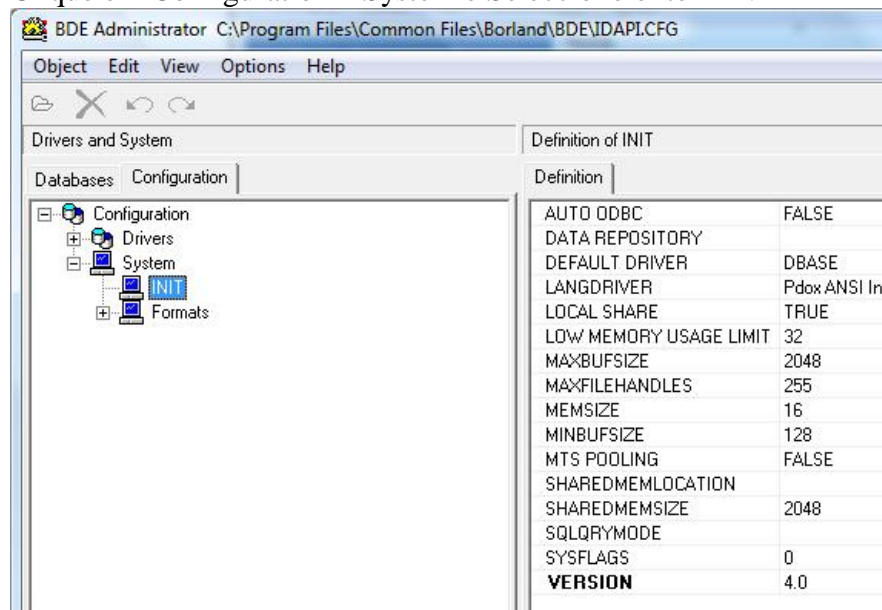 BDE Administrator C:\Program Files\Common Files\Borland\BDE\IDAPI.CFG
Object Edit View Options Help
Drivers and System
Definition of INIT
Databases Configuration
Definition
Configuration
Drivers
System
INIT
Formats
AUTO ODBC FALSE
DATA REPOSITORY
DEFAULT DRIVER DBASE
LANGDRIVER Pdox ANSI In
LOCAL SHARE TRUE
LOW MEMORY USAGE LIMIT 32
MAXBUFSIZE 2048
MAXFILEHANDLES 255
MEMSIZE 16
MINBUFSIZE 128
MTS POOLING FALSE
SHAREDMEMLOCATION
SHAREDMEMSIZE 2048
SQLQRYMODE
SYSFLAGS 0
VERSION 4.0